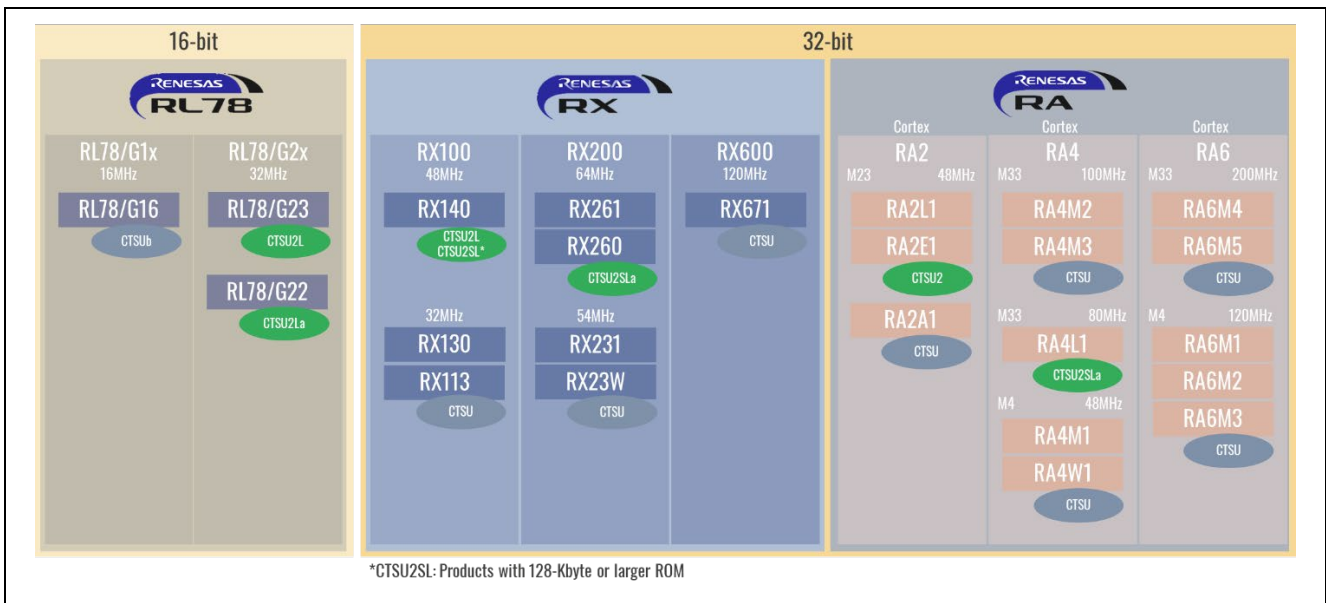 16-bit
RENESAS
RL78
RL78/G1x
16MHz
RL78/G16
CTSUb
RL78/G2x
32MHz
RL78/G23
CTSU2L
RL78/G22
CTSU2La
32-bit
RENESAS
RX
RX100
48MHz
RX140
CTSU2L
CTSU2SL*
32MHz
RX130
RX113
CTSU
RX200
64MHz
RX261
RX260
CTSU2SLa
54MHz
RX231
RX23W
CTSU
RX600
120MHz
RX671
CTSU
RENESAS
RA
Cortex
RA2
M23 48MHz
RA2L1
RA2E1
CTSU2
RA2A1
CTSU
Cortex
RA4
M33 100MHz
RA4M2
RA4M3
CTSU
M33 80MHz
RA4L1
CTSU2SLa
M4 48MHz
RA4M1
RA4W1
CTSU
Cortex
RA6
M33 200MHz
RA6M4
RA6M5
CTSU
M4 120MHz
RA6M1
RA6M2
RA6M3
CTSU
*CTSU2SL: Products with 128-Kbyte or larger ROM